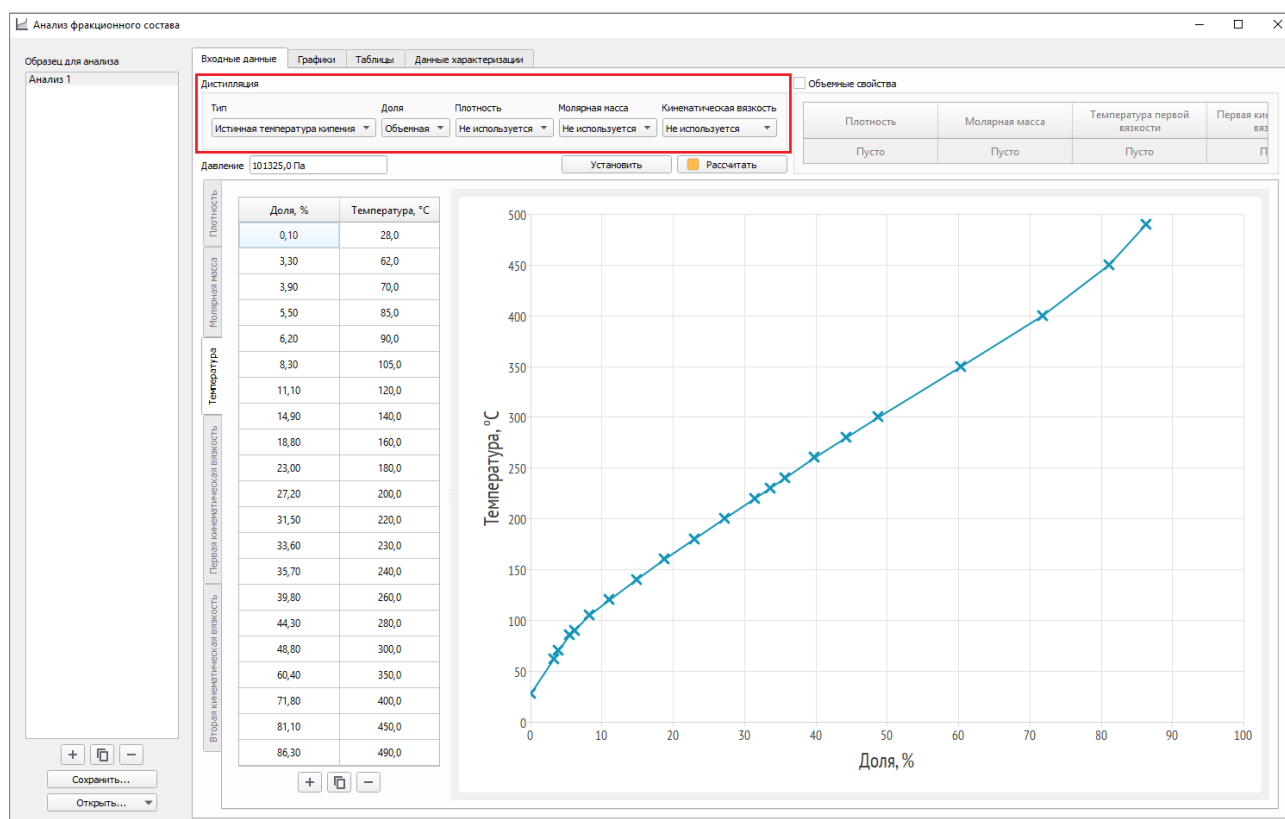 Анализ фракционного состава
Образец для анализа
Анализ 1
Сохранить...
Открыть...
Входные данные Графики Таблицы Данные характеризации
Дистилляция
Тип Доля Плотность Молярная масса Кинематическая вязкость
Истинная температура кипения Объемная Не используется Не используется Не используется
Давление 101325,0 Па Установить Рассчитать
Объемные свойства
Плотность Молярная масса Температура первой вязкости Первая кин вяз
Пусто Пусто Пусто П
Плотность
Молярная масса
Температура
Первая кинематическая вязкость
Вторая кинематическая вязкость
Доля, % Температура, °C
0,10 28,0
3,30 62,0
3,90 70,0
5,50 85,0
6,20 90,0
8,30 105,0
11,10 120,0
14,90 140,0
18,80 160,0
23,00 180,0
27,20 200,0
31,50 220,0
33,60 230,0
35,70 240,0
39,80 260,0
44,30 280,0
48,80 300,0
60,40 350,0
71,80 400,0
81,10 450,0
86,30 490,0
Температура, °C
500
450
400
350
300
250
200
150
100
50
0
0 10 20 30 40 50 60 70 80 90 100
Доля, %